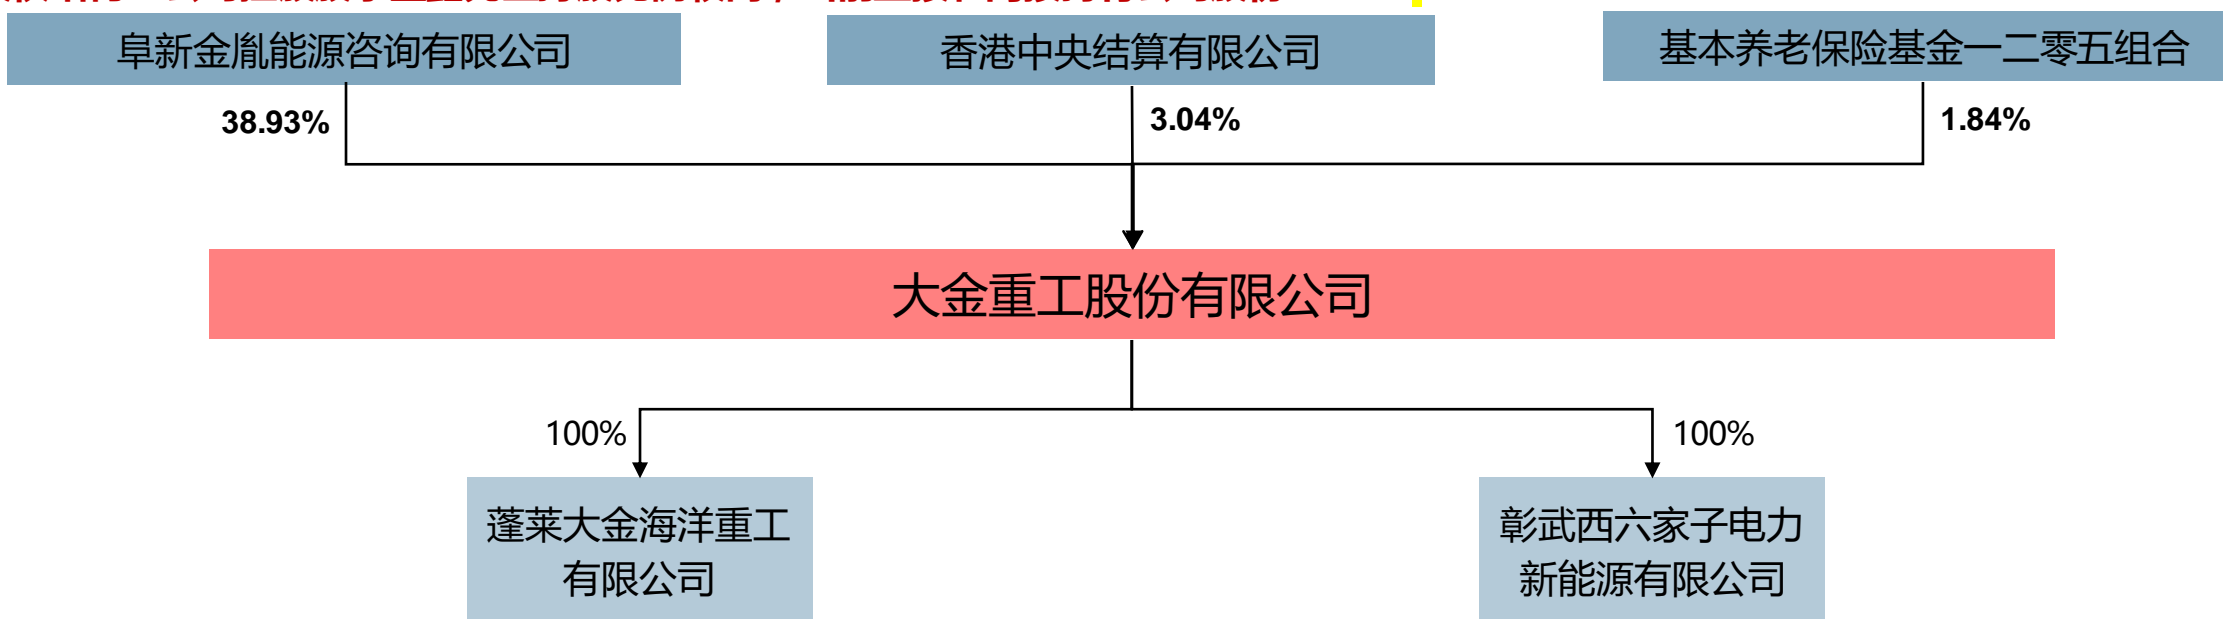 阜新金胤能源咨询有限公司
香港中央结算有限公司
基本养老保险基金一二零五组合
38.93%
3.04%
1.84%
大金重工股份有限公司
100%
100%
蓬莱大金海洋重工
有限公司
彰武西六家子电力
新能源有限公司